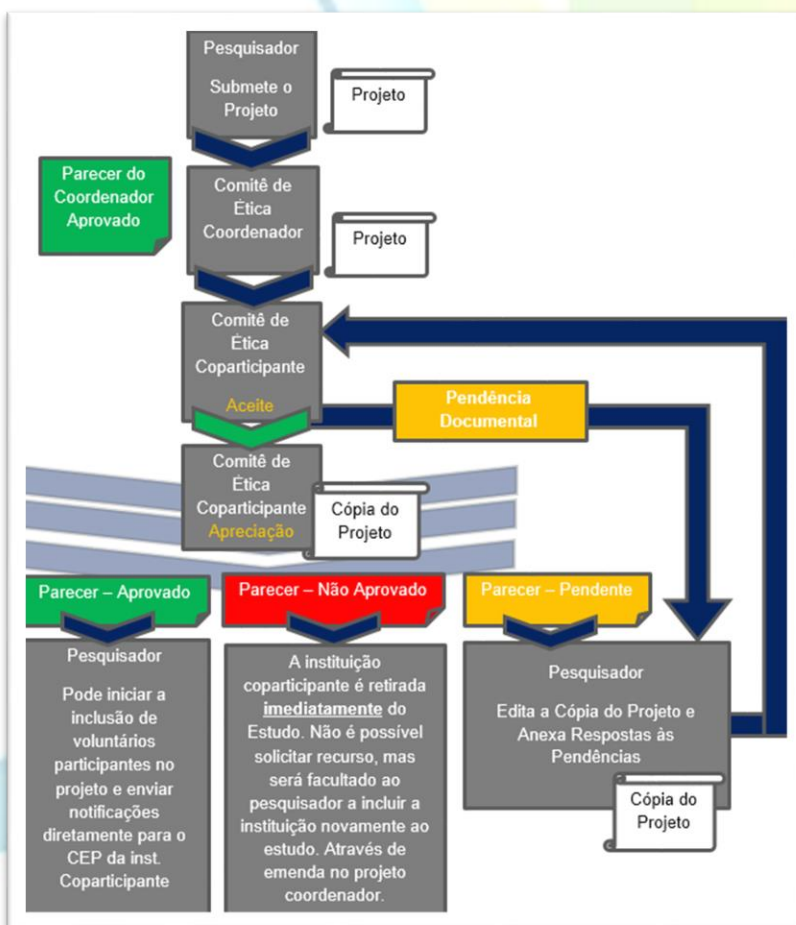 Pesquisador
Submete o
Projeto
Projeto
Parecer do
Coordenador
Aprovado
Comitê de
Ética
Coordenador
Projeto
Comitê de
Ética
Coparticipante
Aceite
Pendência
Documental
Comitê de
Ética
Coparticipante
Apreciação
Cópia do
Projeto
Parecer – Aprovado
Pesquisador
Pode iniciar a
inclusão de
voluntários
participantes no
projeto e enviar
notificações
diretamente para o
CEP da inst.
Coparticipante
Parecer – Não Aprovado
A instituição
coparticipante é retirada
imediatamente do
Estudo. Não é possível
solicitar recurso, mas
será facultado ao
pesquisador a incluir a
instituição novamente ao
estudo. Através de
emenda no projeto
coordenador.
Parecer – Pendente
Pesquisador
Edita a Cópia do Projeto e
Anexa Respostas às
Pendências
Cópia do
Projeto